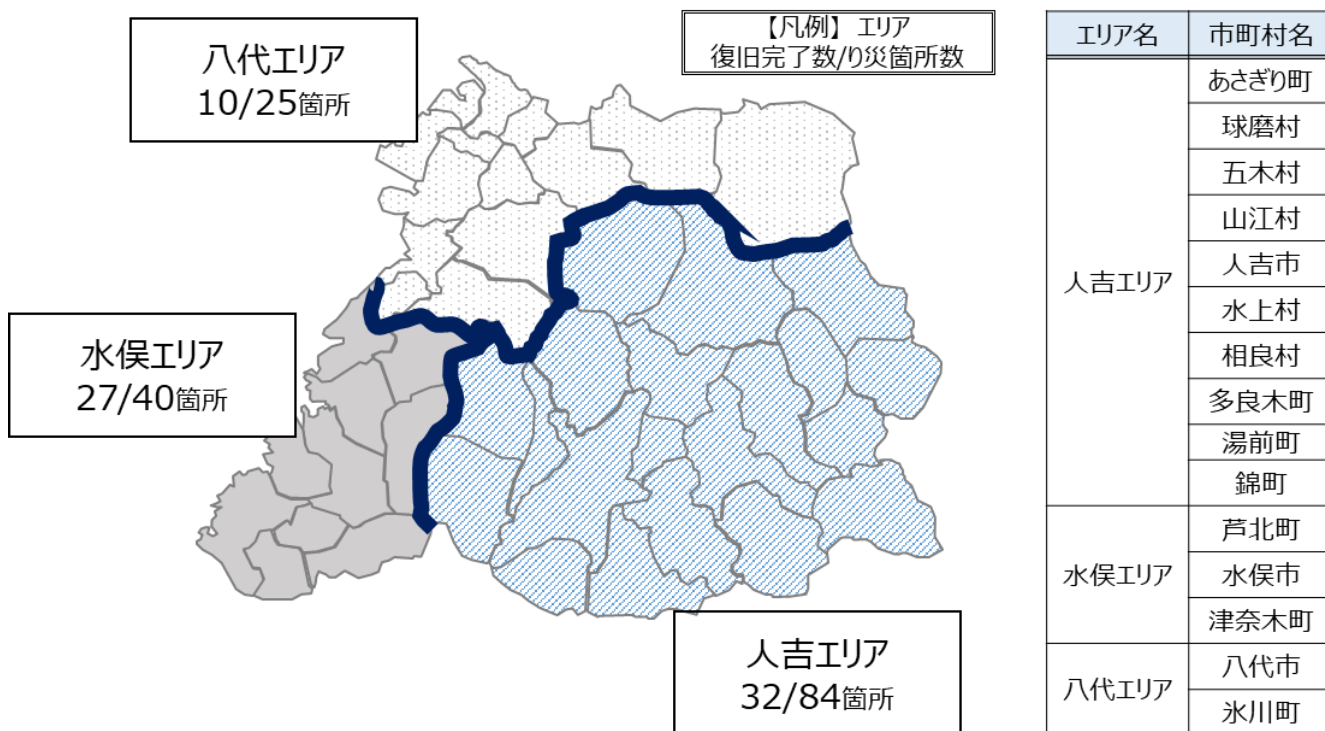 八代エリア
10/25箇所
【凡例】 エリア
復旧完了数/り災箇所数
水俣エリア
27/40箇所
人吉エリア
32/84箇所
エリア名 市町村名
人吉エリア
あさぎり町
球磨村
五木村
山江村
人吉市
水上村
相良村
多良木町
湯前町
錦町
水俣エリア
芦北町
水俣市
津奈木町
八代エリア
八代市
氷川町